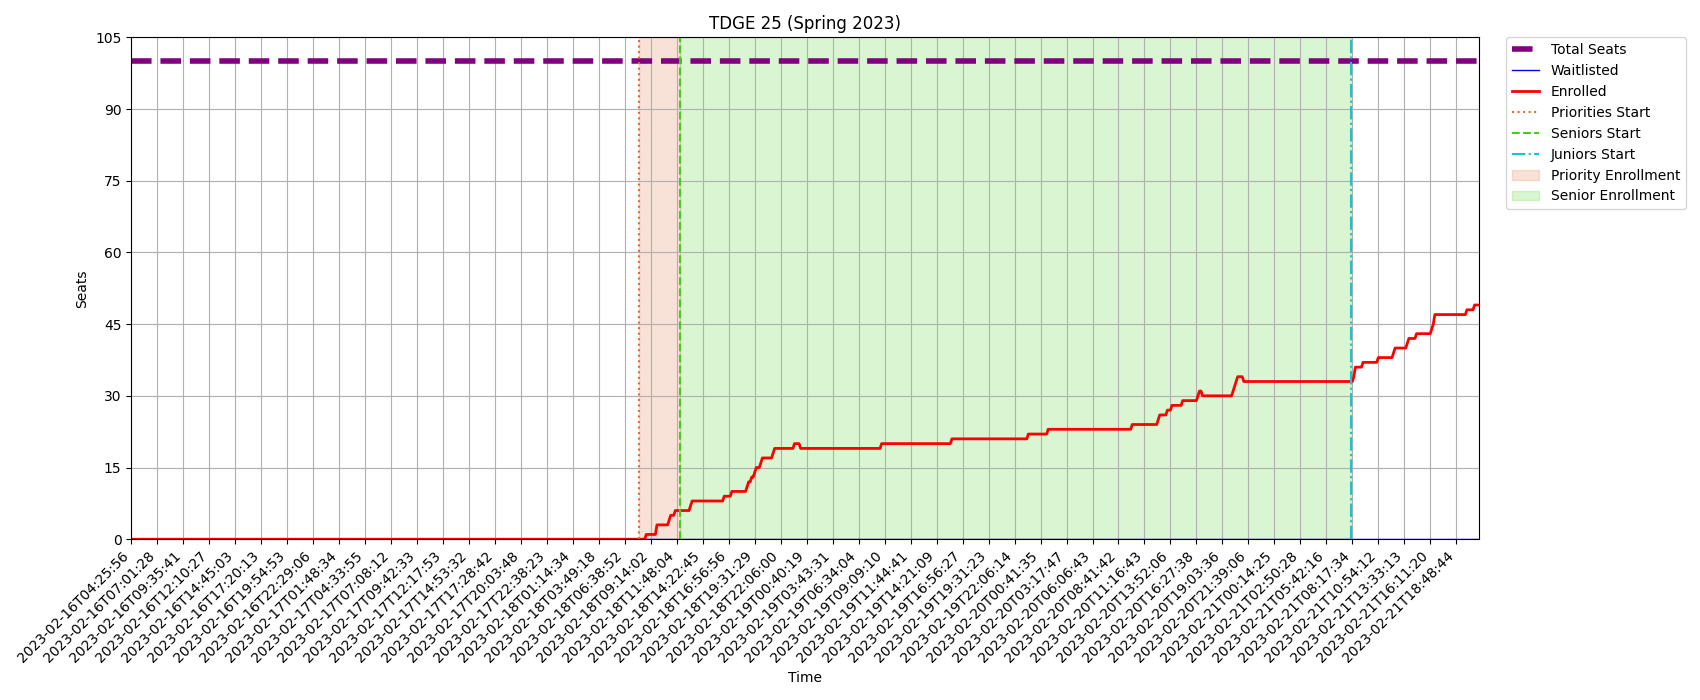 TDGE 25 (Spring 2023)
105
90
75
60
45
30
15
0
Seats
Total Seats
Waitlisted
Enrolled
Priorities Start
Seniors Start
Juniors Start
Priority Enrollment
Senior Enrollment
2023-02-16T04:25:56
2023-02-16T07:01:28
2023-02-16T09:35:41
2023-02-16T12:10:27
2023-02-16T14:45:03
2023-02-16T17:20:13
2023-02-16T19:54:53
2023-02-16T22:29:06
2023-02-17T01:48:34
2023-02-17T04:33:55
2023-02-17T07:08:12
2023-02-17T09:42:33
2023-02-17T12:17:53
2023-02-17T14:53:32
2023-02-17T17:28:42
2023-02-17T20:03:48
2023-02-17T22:38:23
2023-02-18T01:14:34
2023-02-18T03:49:18
2023-02-18T06:38:52
2023-02-18T09:14:02
2023-02-18T11:48:04
2023-02-18T14:22:45
2023-02-18T16:56:56
2023-02-18T19:31:29
2023-02-18T22:06:00
2023-02-19T00:40:19
2023-02-19T03:43:31
2023-02-19T06:34:04
2023-02-19T09:09:10
2023-02-19T11:44:41
2023-02-19T14:21:09
2023-02-19T16:56:27
2023-02-19T19:31:23
2023-02-19T22:06:14
2023-02-20T00:41:35
2023-02-20T03:17:47
2023-02-20T06:06:43
2023-02-20T08:41:42
2023-02-20T11:16:43
2023-02-20T13:52:06
2023-02-20T16:27:38
2023-02-20T19:03:36
2023-02-20T21:39:06
2023-02-21T00:14:25
2023-02-21T02:50:28
2023-02-21T05:42:16
2023-02-21T08:17:34
2023-02-21T10:54:12
2023-02-21T13:33:13
2023-02-21T16:11:20
2023-02-21T18:48:44
Time